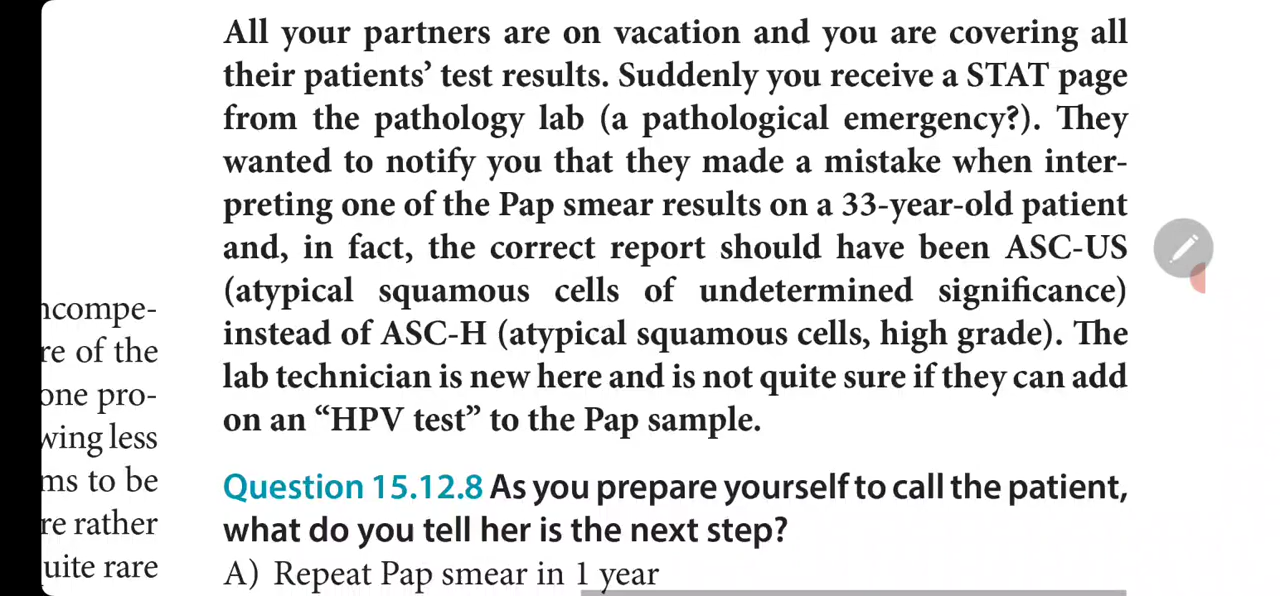 All your partners are on vacation and you are covering all
their patients’ test results. Suddenly you receive a STAT page
from the pathology lab (a pathological emergency?). They
wanted to notify you that they made a mistake when inter-
preting one of the Pap smear results on a 33-year-old patient
and, in fact, the correct report should have been ASC-US
(atypical squamous cells of undetermined significance)
instead of ASC-H (atypical squamous cells, high grade). The
lab technician is new here and is not quite sure if they can add
on an “HPV test” to the Pap sample.
Question 15.12.8 As you prepare yourself to call the patient,
what do you tell her is the next step?
A) Repeat Pap smear in 1 year
ncompe-
re of the
one pro-
wing less
ms to be
re rather
uite rare